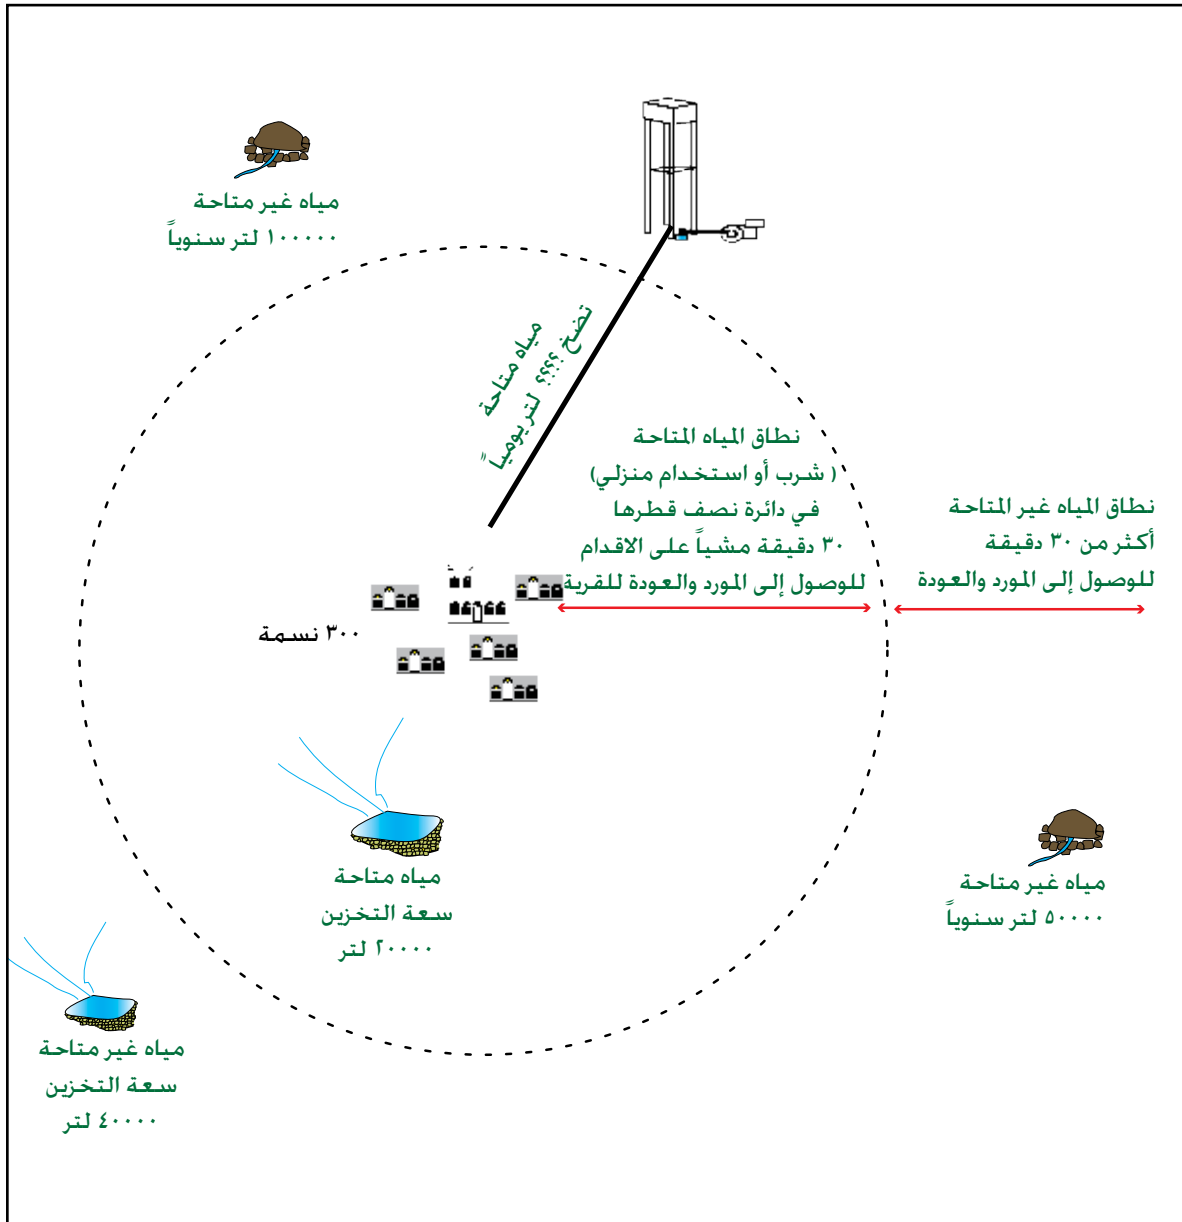 مياه غير متاحة
١٠٠٠٠٠ لتر سنوياً
مياه متاحة
تضخ ؟؟؟؟ لتر يومياً
نطاق المياه المتاحة
( شرب أو استخدام منزلي)
في دائرة نصف قطرها
٣٠ دقيقة مشياً على الاقدام
للوصول إلى المورد والعودة للقرية
نطاق المياه غير المتاحة
أكثر من ٣٠ دقيقة
للوصول إلى المورد والعودة
٣٠٠ نسمة
مياه متاحة
سعة التخزين
٢٠٠٠٠ لتر
مياه غير متاحة
٥٠٠٠٠ لتر سنوياً
مياه غير متاحة
سعة التخزين
٤٠٠٠٠ لتر